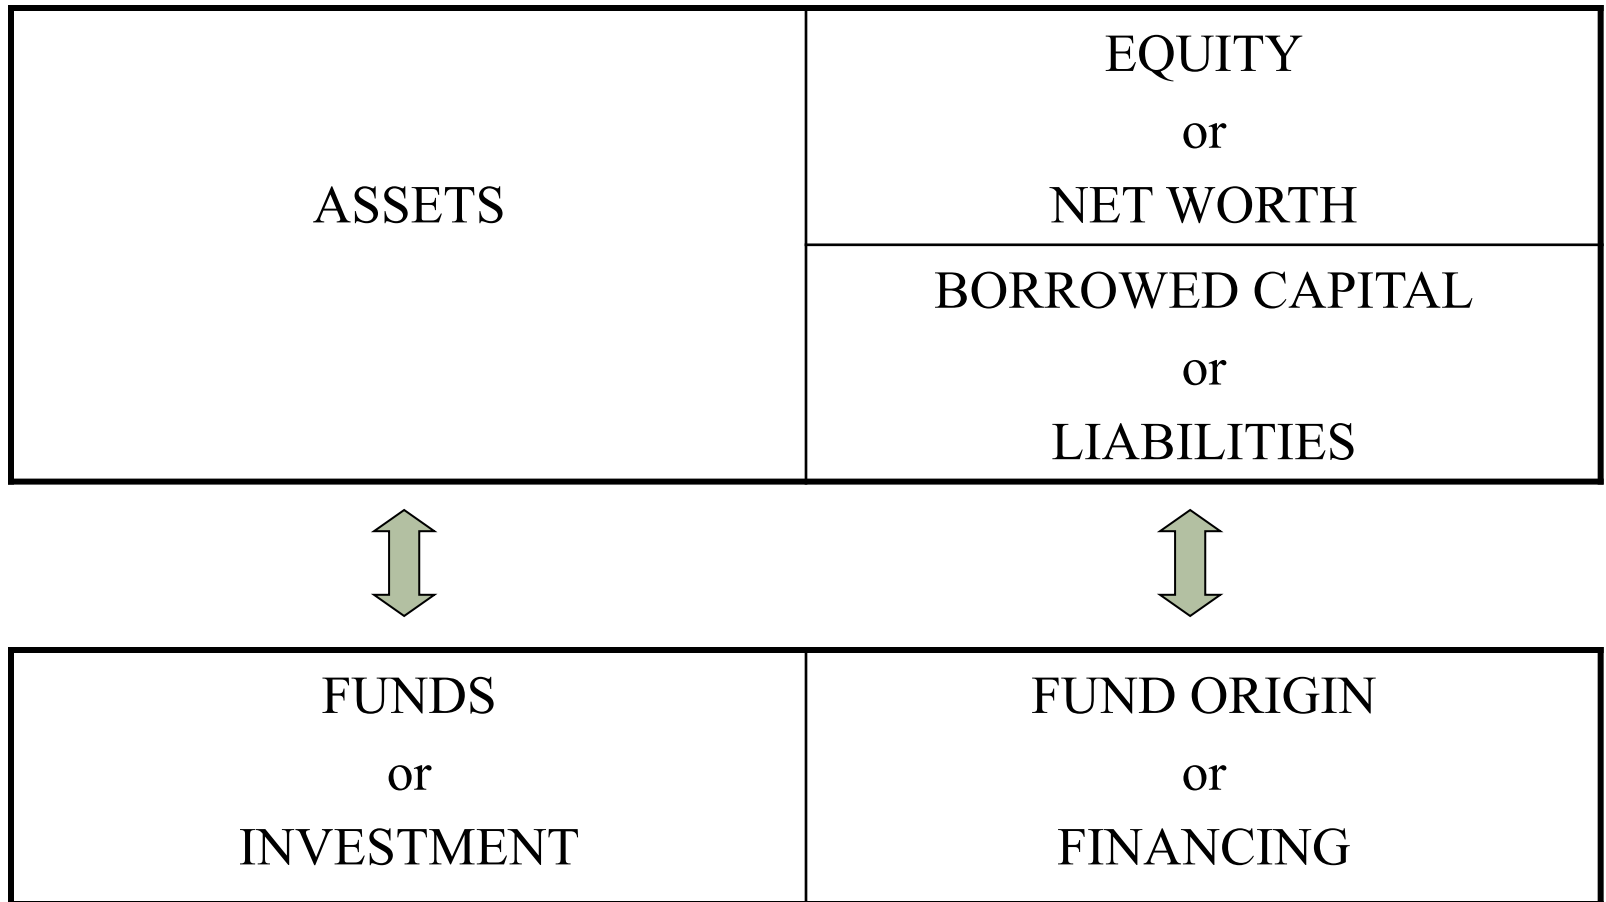 ASSETS
EQUITY
or
NET WORTH
BORROWED CAPITAL
or
LIABILITIES
FUNDS
or
INVESTMENT
FUND ORIGIN
or
FINANCING